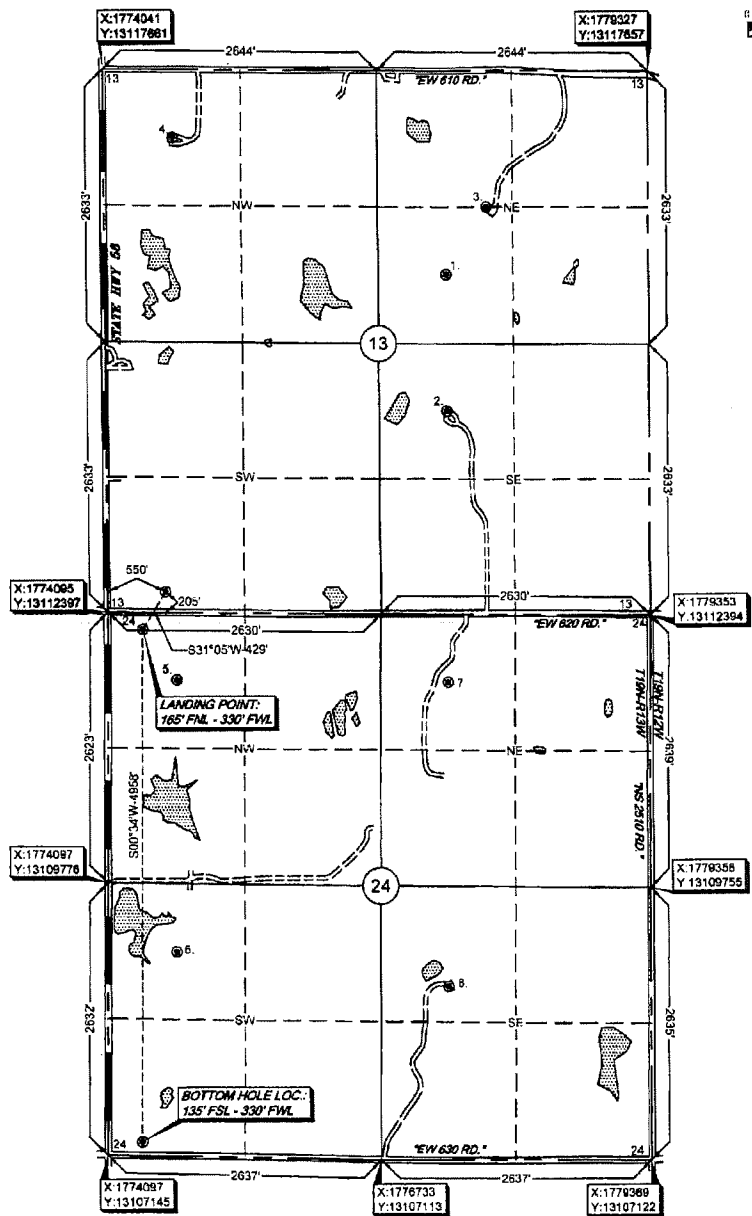 X:1774041
Y:13117661
X:1779327
Y:13117657
2644'
2644'
13
"EW 610 RD."
13
4.
3.
NW
NE
2633'
2633'
1.
STATE HWY 58
13
2.
2633'
2633'
SW
SE
550'
205'
X:1774095
Y:13112397
13
24
2630'
2630'
13
24
"EW 620 RD."
X:1779353
Y:13112394
S31°05'W-429'
5.
7
LANDING POINT:
165' FNL - 330' FWL
T19N-R13W
T19N-R12W
2623'
NW
NE
2639'
S00°34'W-4958'
"NS 2510 RD."
X:1774097
Y:13109776
24
X:1779358
Y:13109755
6.
8.
2632'
SW
SE
2635'
BOTTOM HOLE LOC.:
135' FSL - 330' FWL
24
"EW 630 RD."
24
2637'
2637'
X:1774097
Y:13107145
X:1776733
Y:13107113
X:1779369
Y:13107122